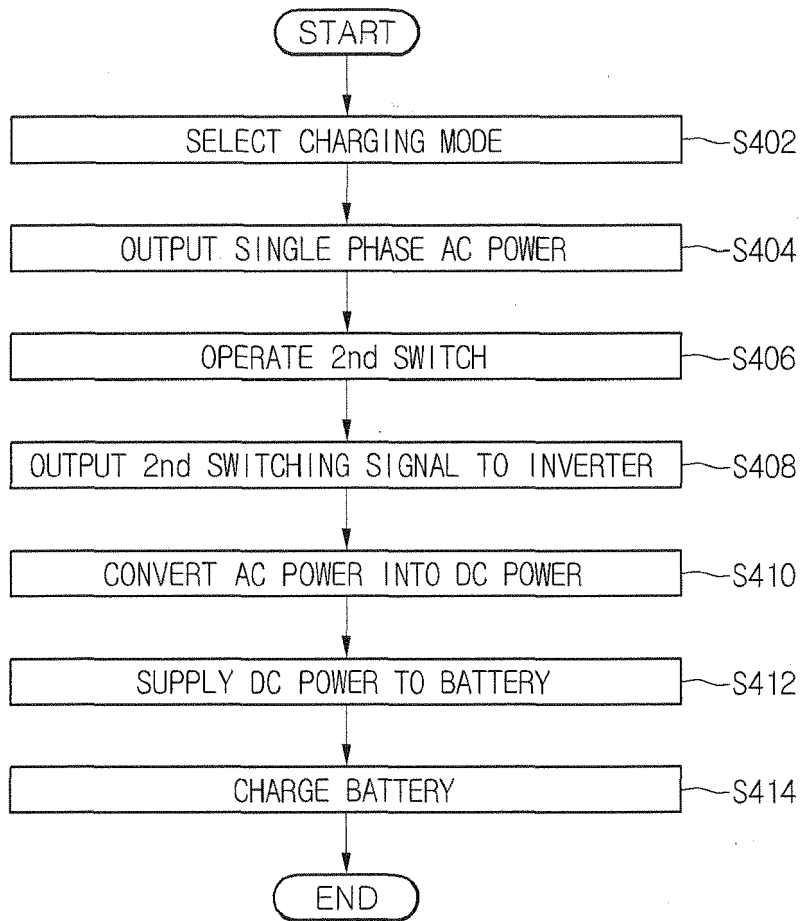 START
SELECT CHARGING MODE
S402
OUTPUT SINGLE PHASE AC POWER
S404
OPERATE 2nd SWITCH
S406
OUTPUT 2nd SWITCHING SIGNAL TO INVERTER
S408
CONVERT AC POWER INTO DC POWER
S410
SUPPLY DC POWER TO BATTERY
S412
CHARGE BATTERY
S414
END